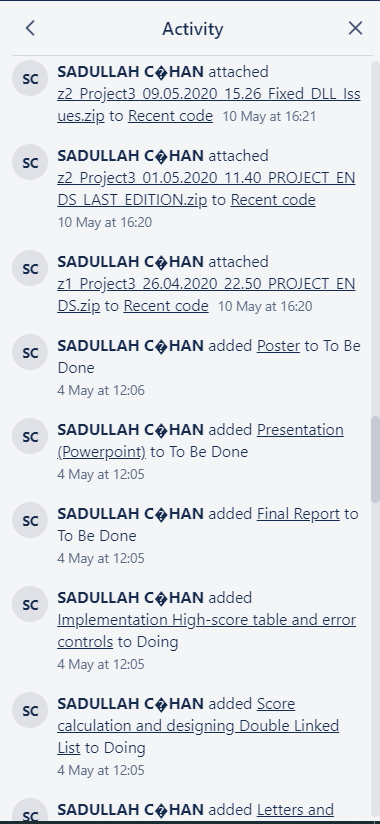 Activity
SC
SADULLAH C�HAN attached
z2_Project3_09.05.2020_15.26_Fixed_DLL_Iss
ues.zip to Recent code 10 May at 16:21
SC
SADULLAH C�HAN attached
z2_Project3_01.05.2020_11.40_PROJECT_EN
DS_LAST_EDITION.zip to Recent code
10 May at 16:20
SC
SADULLAH C�HAN attached
z1_Project3_26.04.2020_22.50_PROJECT_EN
DS.zip to Recent code 10 May at 16:20
SC
SADULLAH C�HAN added Poster to To Be
Done
4 May at 12:06
SC
SADULLAH C�HAN added Presentation
(Powerpoint) to To Be Done
4 May at 12:05
SC
SADULLAH C�HAN added Final Report to
To Be Done
4 May at 12:05
SC
SADULLAH C�HAN added
Implementation High-score table and error
controls to Doing
4 May at 12:05
SC
SADULLAH C�HAN added Score
calculation and designing Double Linked
List to Doing
4 May at 12:05
SC
SADULLAH C�HAN added Letters and